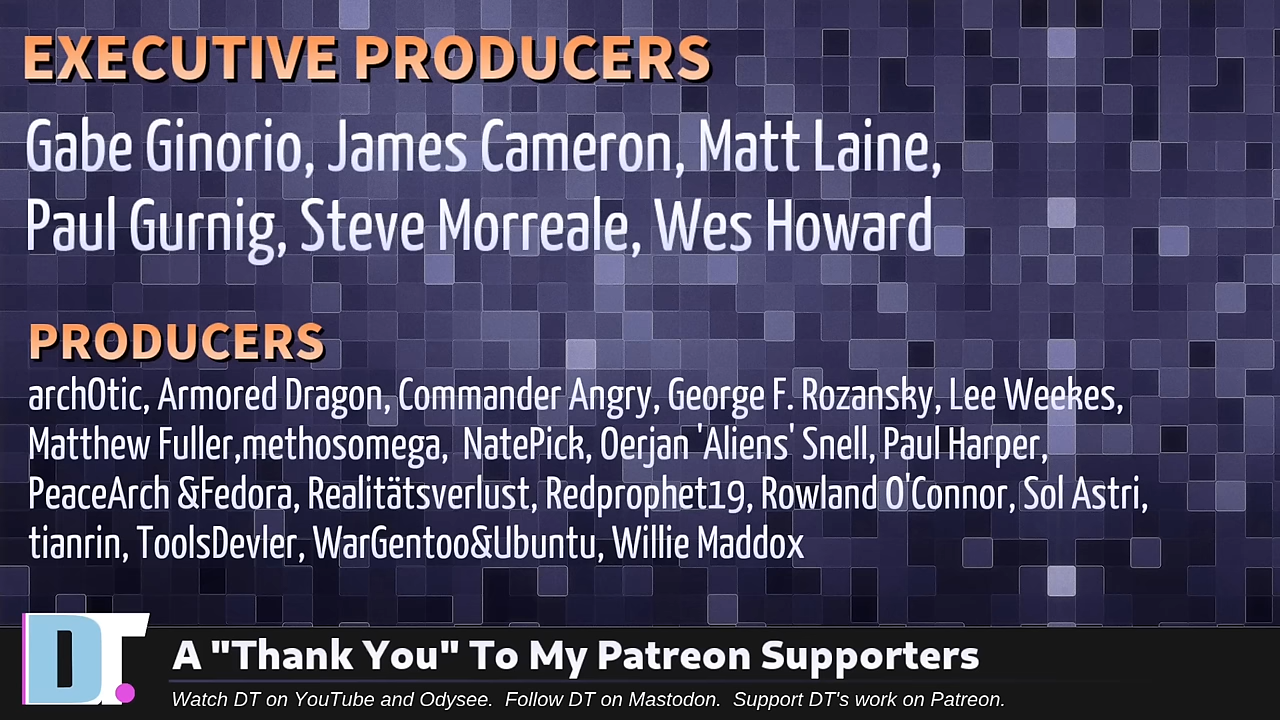 EXECUTIVE PRODUCERS
Gabe Ginorio, James Cameron, Matt Laine,
Paul Gurnig, Steve Morreale, Wes Howard
PRODUCERS
archOtic, Armored Dragon, Commander Angry, George F. Rozansky, Lee Weekes,
Matthew Fuller,methosomega,  NatePick, Oerjan 'Aliens' Snell, Paul Harper,
PeaceArch &Fedora, Realitätsverlust, Redprophet19, Rowland O'Connor, Sol Astri,
tianrin, ToolsDevler, WarGentoo&Ubuntu, Willie Maddox
DT
A "Thank You" To My Patreon Supporters
Watch DT on YouTube and Odysee.  Follow DT on Mastodon.  Support DT's work on Patreon.